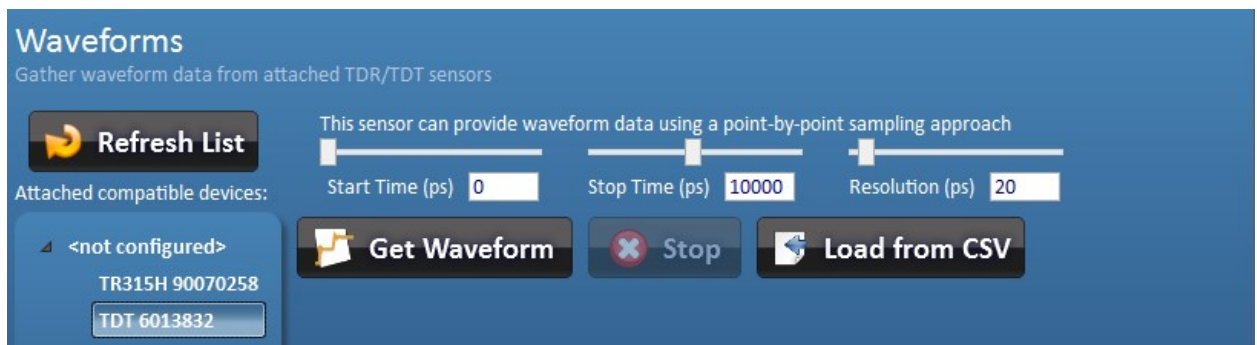 Waveforms
Gather waveform data from attached TDR/TDT sensors
Refresh List
This sensor can provide waveform data using a point-by-point sampling approach
Start Time (ps) 0 Stop Time (ps) 10000 Resolution (ps) 20
Attached compatible devices:
<not configured>
TR315H 90070258
TDT 6013832
Get Waveform Stop Load from CSV